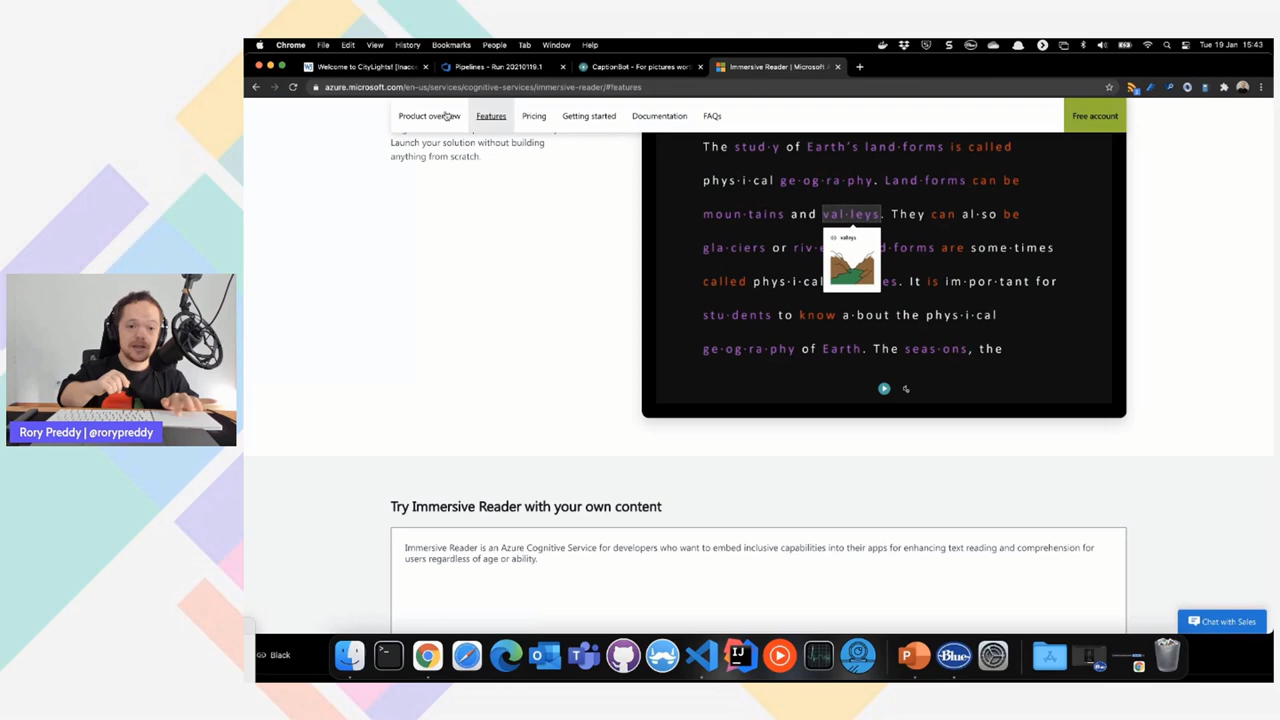 Chrome File Edit View History Bookmarks People Tab Window Help
Tue 19 Jan 15:43
Welcome to CityLights! [Inacce
Pipelines - Run 20210119.1
CaptionBot - For pictures wor
Immersive Reader | Microsoft A
azure.microsoft.com/en-us/services/cognitive-services/immersive-reader/#features
Product overview Features Pricing Getting started Documentation FAQs Free account
Launch your solution without building
anything from scratch.
The stud·y of Earth's land·forms is called
phys·i·cal ge·og·ra·phy. Land·forms can be
moun·tains and val·leys. They can al·so be
valleys
gla·ciers or riv·e d·forms are some·times
called phys·i·ca es. It is im·por·tant for
stu·dents to know a·bout the phys·i·cal
ge·og·ra·phy of Earth. The seas·ons, the
Rory Preddy | @rorypreddy
Try Immersive Reader with your own content
Immersive Reader is an Azure Cognitive Service for developers who want to embed inclusive capabilities into their apps for enhancing text reading and comprehension for
users regardless of age or ability.
Chat with Sales
Black
Blue